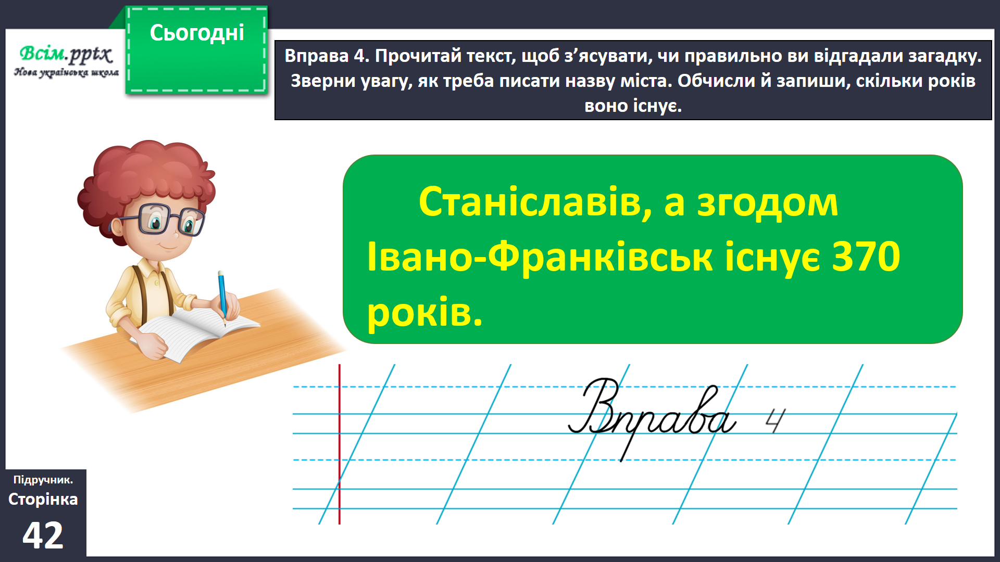 Сьогодні
Всім.pptx
Нова українська школа
Вправа 4. Прочитай текст, щоб з’ясувати, чи правильно ви відгадали загадку.
Зверни увагу, як треба писати назву міста. Обчисли й запиши, скільки років
воно існує.
Станіславів, а згодом
Івано-Франківськ існує 370
років.
Вправа 4
Підручник.
Сторінка
42